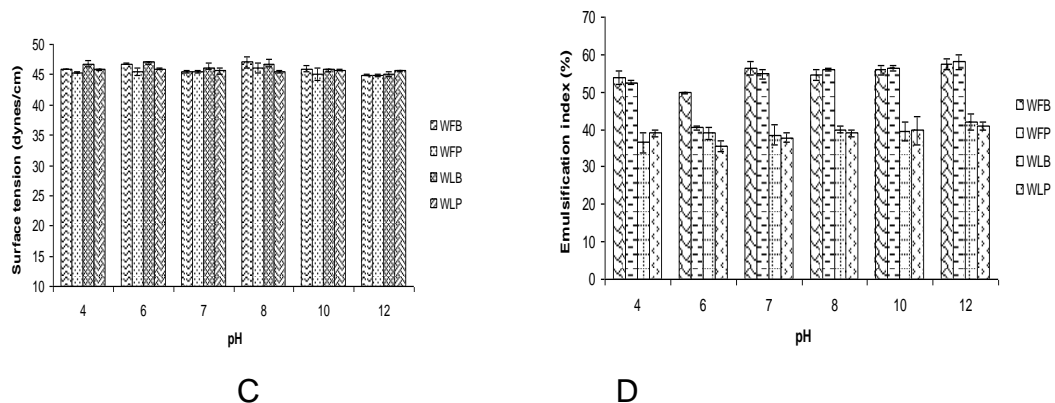 Surface tension (dynes/cm)
50
45
40
35
30
25
20
15
10
4 6 7 8 10 12
pH
WFB
WFP
WLB
WLP
C
Emulsification index (%)
70
60
50
40
30
20
10
0
4 6 7 8 10 12
pH
WFB
WFP
WLB
WLP
D